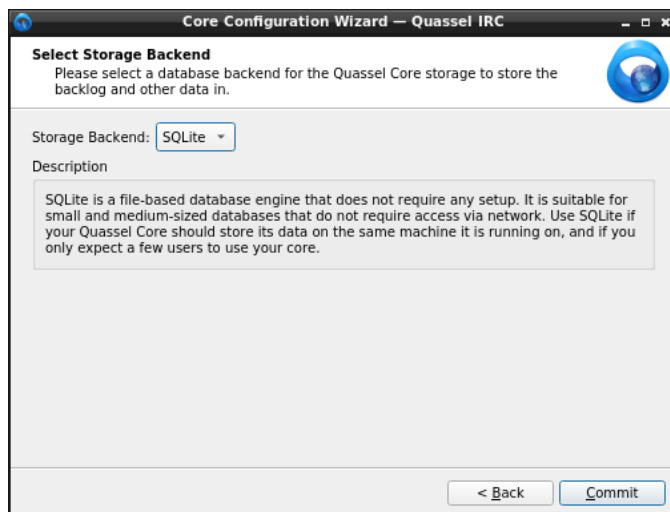 Core Configuration Wizard — Quassel IRC
Select Storage Backend
Please select a database backend for the Quassel Core storage to store the
backlog and other data in.
Storage Backend: SQLite
Description
SQLite is a file-based database engine that does not require any setup. It is suitable for
small and medium-sized databases that do not require access via network. Use SQLite if
your Quassel Core should store its data on the same machine it is running on, and if you
only expect a few users to use your core.
< Back Commit